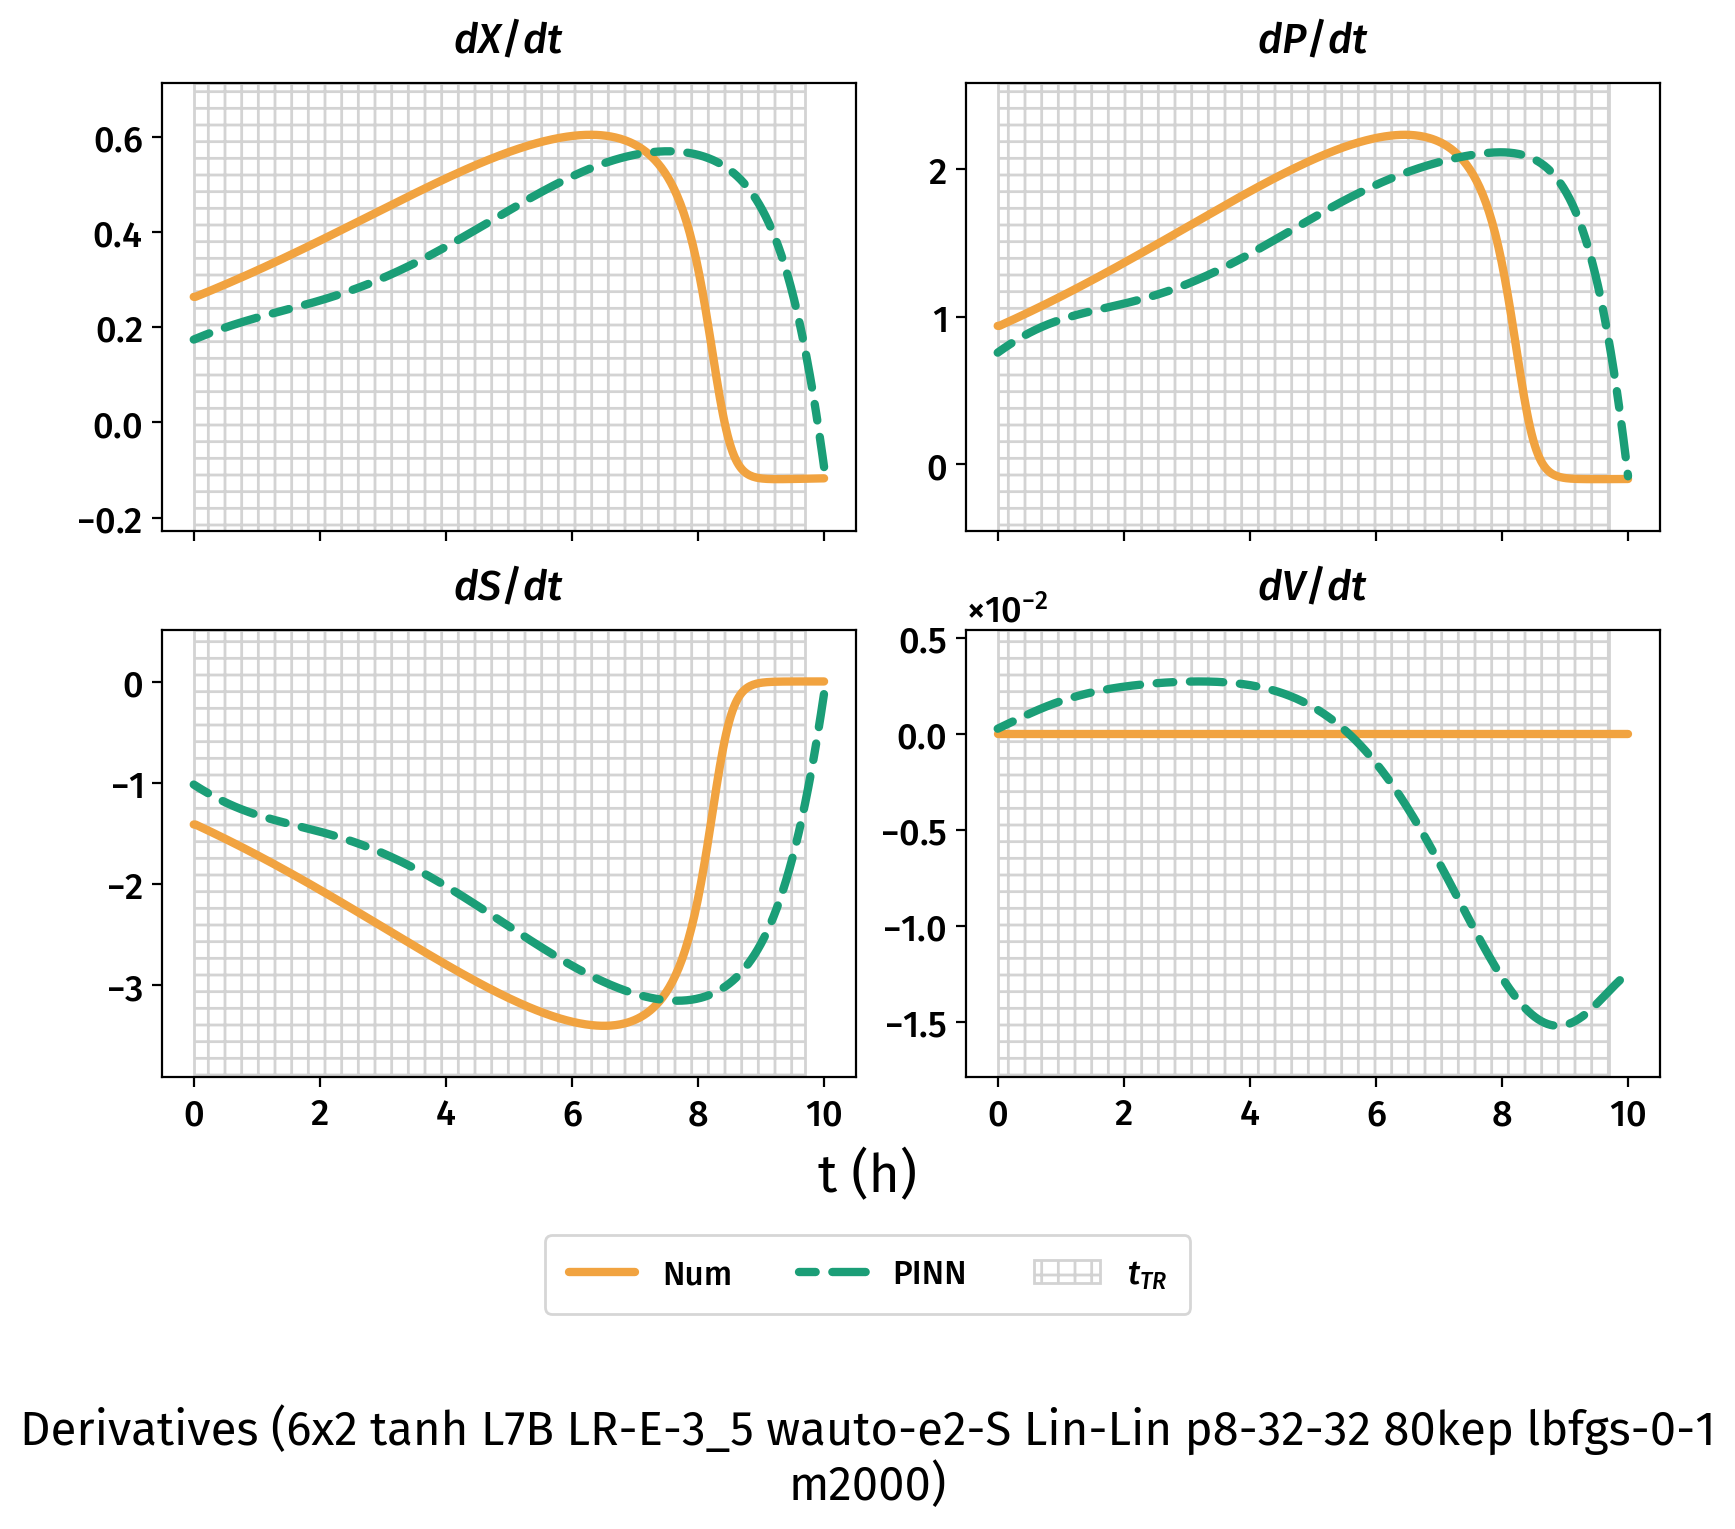 dX/dt
dP/dt
0.6
0.4
0.2
0.0
−0.2
2
1
0
dS/dt
dV/dt
×10⁻²
0
−1
−2
−3
0.5
0.0
−0.5
−1.0
−1.5
0 2 4 6 8 10
0 2 4 6 8 10
t (h)
Num PINN t_TR
Derivatives (6x2 tanh L7B LR-E-3_5 wauto-e2-S Lin-Lin p8-32-32 80kep lbfgs-0-1
m2000)